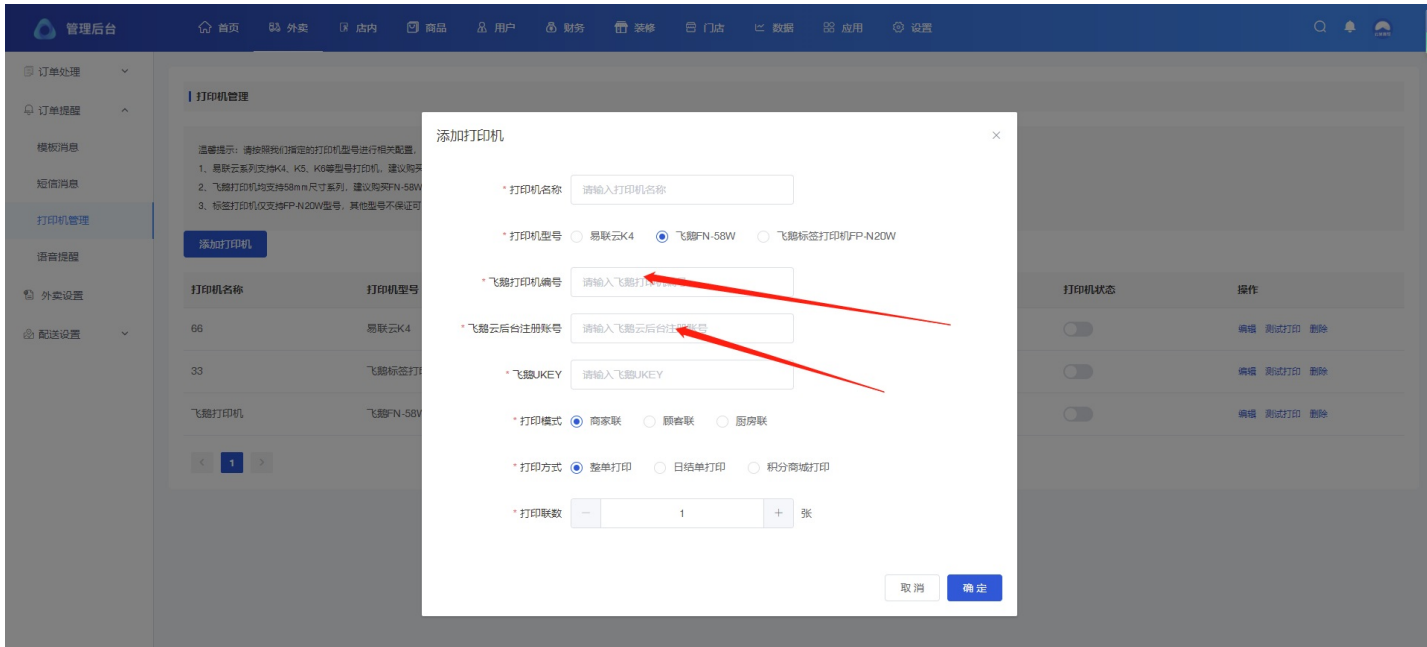 管理后台 首页 外卖 店内 商品 用户 财务 装修 门店 数据 应用 设置
订单处理
订单提醒
模板消息
短信消息
打印机管理
语音提醒
外卖设置
配送设置
打印机管理
温馨提示：请按照我们指定的打印机型号进行相关配置，
1、易联云系列支持K4、K5、K6等型号打印机，建议购买
2、飞鹅打印机均支持58mm尺寸系列，建议购买FN-58W
3、标签打印机仅支持FP-N20W型号，其他型号不保证可
添加打印机
打印机名称 打印机型号 打印机状态 操作
66 易联云K4 编辑 测试打印 删除
33 飞鹅标签打 编辑 测试打印 删除
飞鹅打印机 飞鹅FN-58W 编辑 测试打印 删除
1
添加打印机
* 打印机名称 请输入打印机名称
* 打印机型号 易联云K4 飞鹅FN-58W 飞鹅标签打印机FP-N20W
* 飞鹅打印机编号 请输入飞鹅打
* 飞鹅云后台注册账号 请输入飞鹅云后台注册账号
* 飞鹅UKEY 请输入飞鹅UKEY
* 打印模式 商家联 顾客联 厨房联
* 打印方式 整单打印 日结单打印 积分商城打印
* 打印联数 − 1 + 张
取消 确定